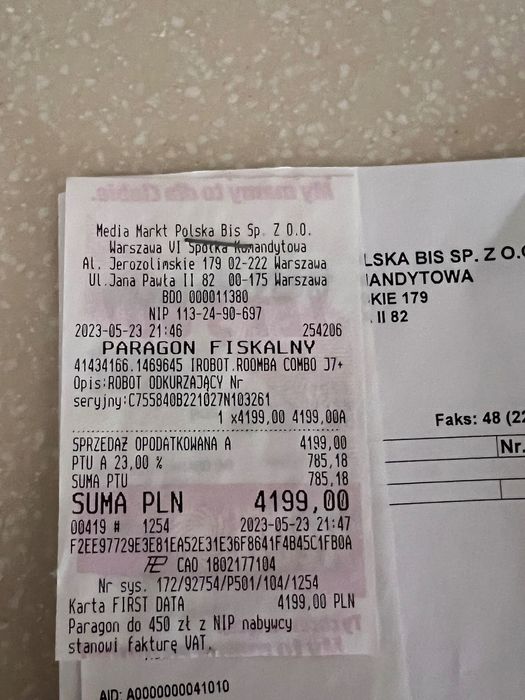 Media Markt Polska Bis Sp. Z O.O.
Warszawa VI Spółka Komandytowa
Al. Jerozolimskie 179 02-222 Warszawa
Ul.Jana Pawła II 82 00-175 Warszawa
BDO 000011380
NIP 113-24-90-697
2023-05-23 21:46 254206
PARAGON FISKALNY
41434166.1469645 IROBOT.ROOMBA COMBO J7+
Opis:ROBOT ODKURZAJĄCY Nr
seryjny:C755840B221027N103261
1 x4199,00 4199,00A
SPRZEDAŻ OPODATKOWANA A 4199,00
PTU A 23,00 % 785,18
SUMA PTU 785,18
SUMA PLN 4199,00
00419 # 1254 2023-05-23 21:47
F2EE97729E3E81EA52E31E36F8641F4B45C1FB0A
CAO 1802177104
Nr sys. 172/92754/P501/104/1254
Karta FIRST DATA 4199,00 PLN
Paragon do 450 zł z NIP nabywcy
stanowi fakturę VAT.
AID: A0000000041010
LSKA BIS SP. Z O.O
ANDYTOWA
KIE 179
. II 82
Faks: 48 (22
Nr.